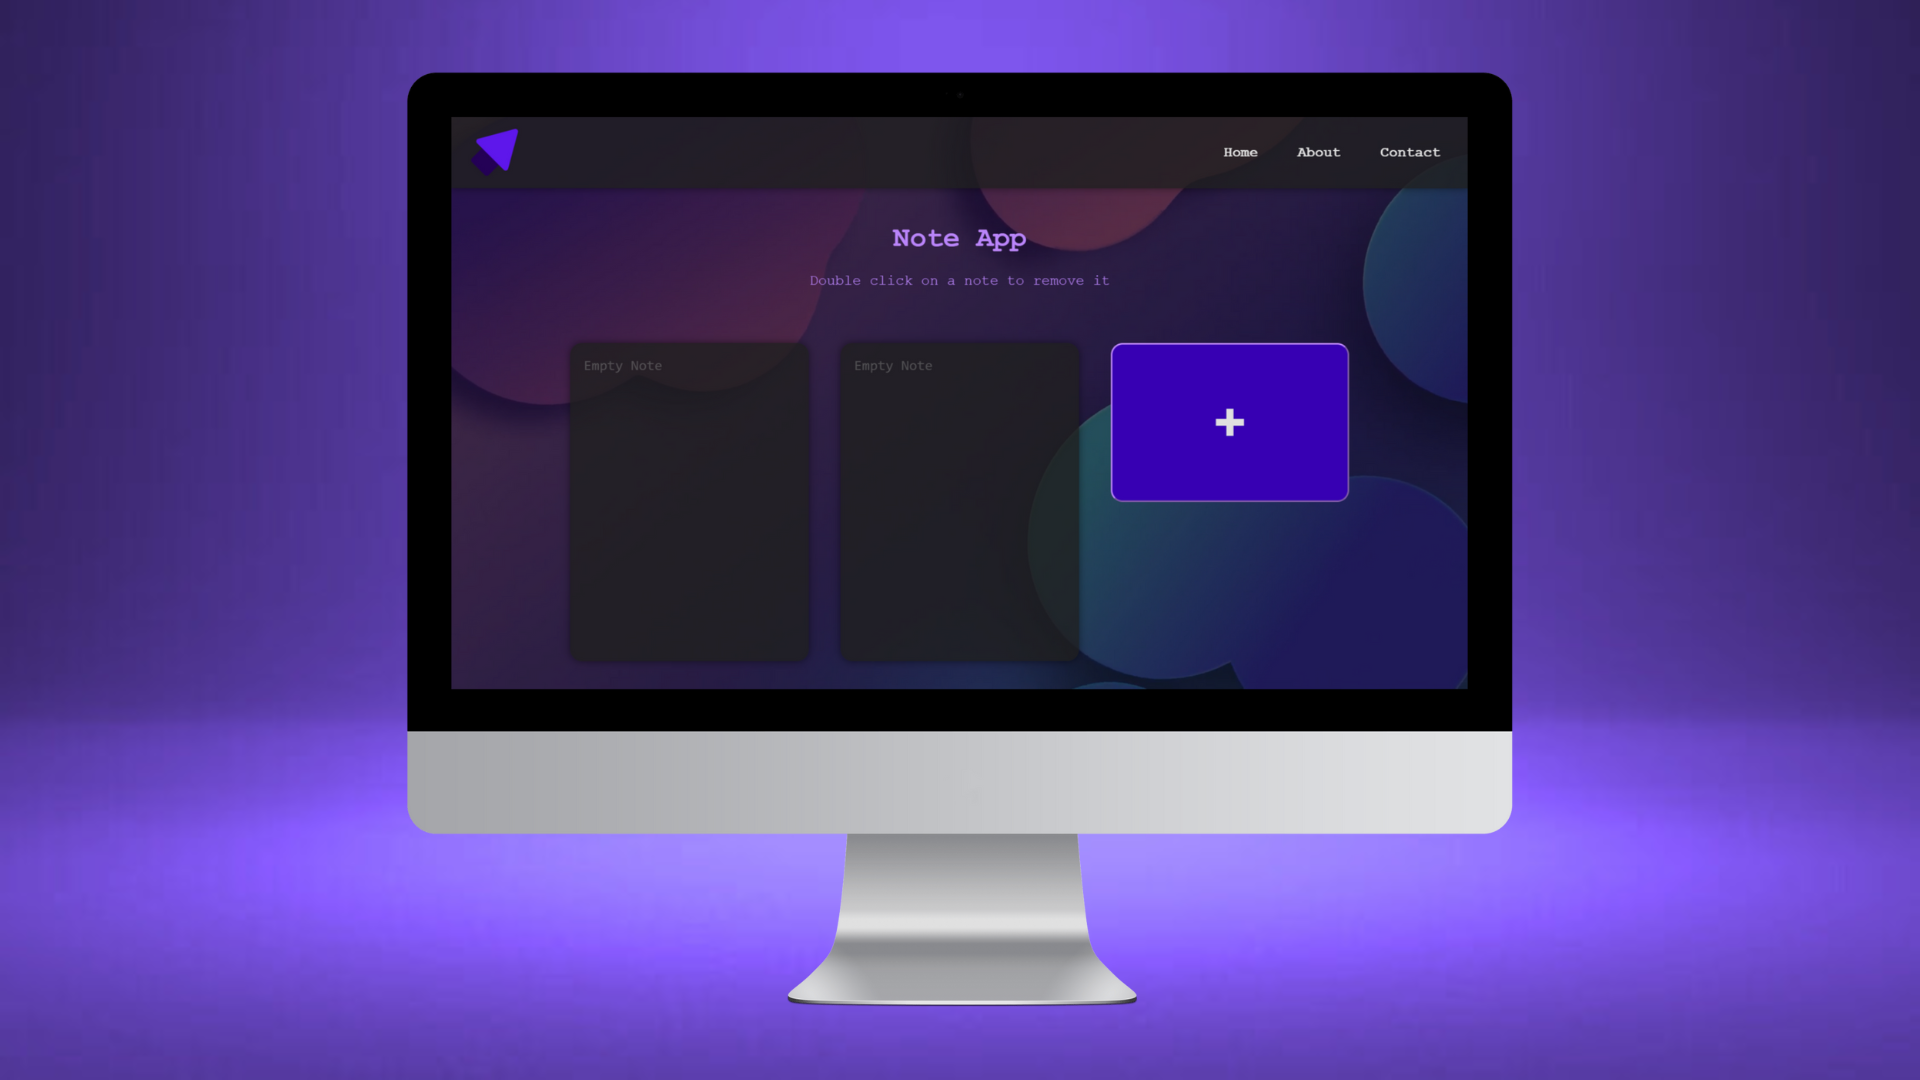 Home About Contact
Note App
Double click on a note to remove it
Empty Note Empty Note
+